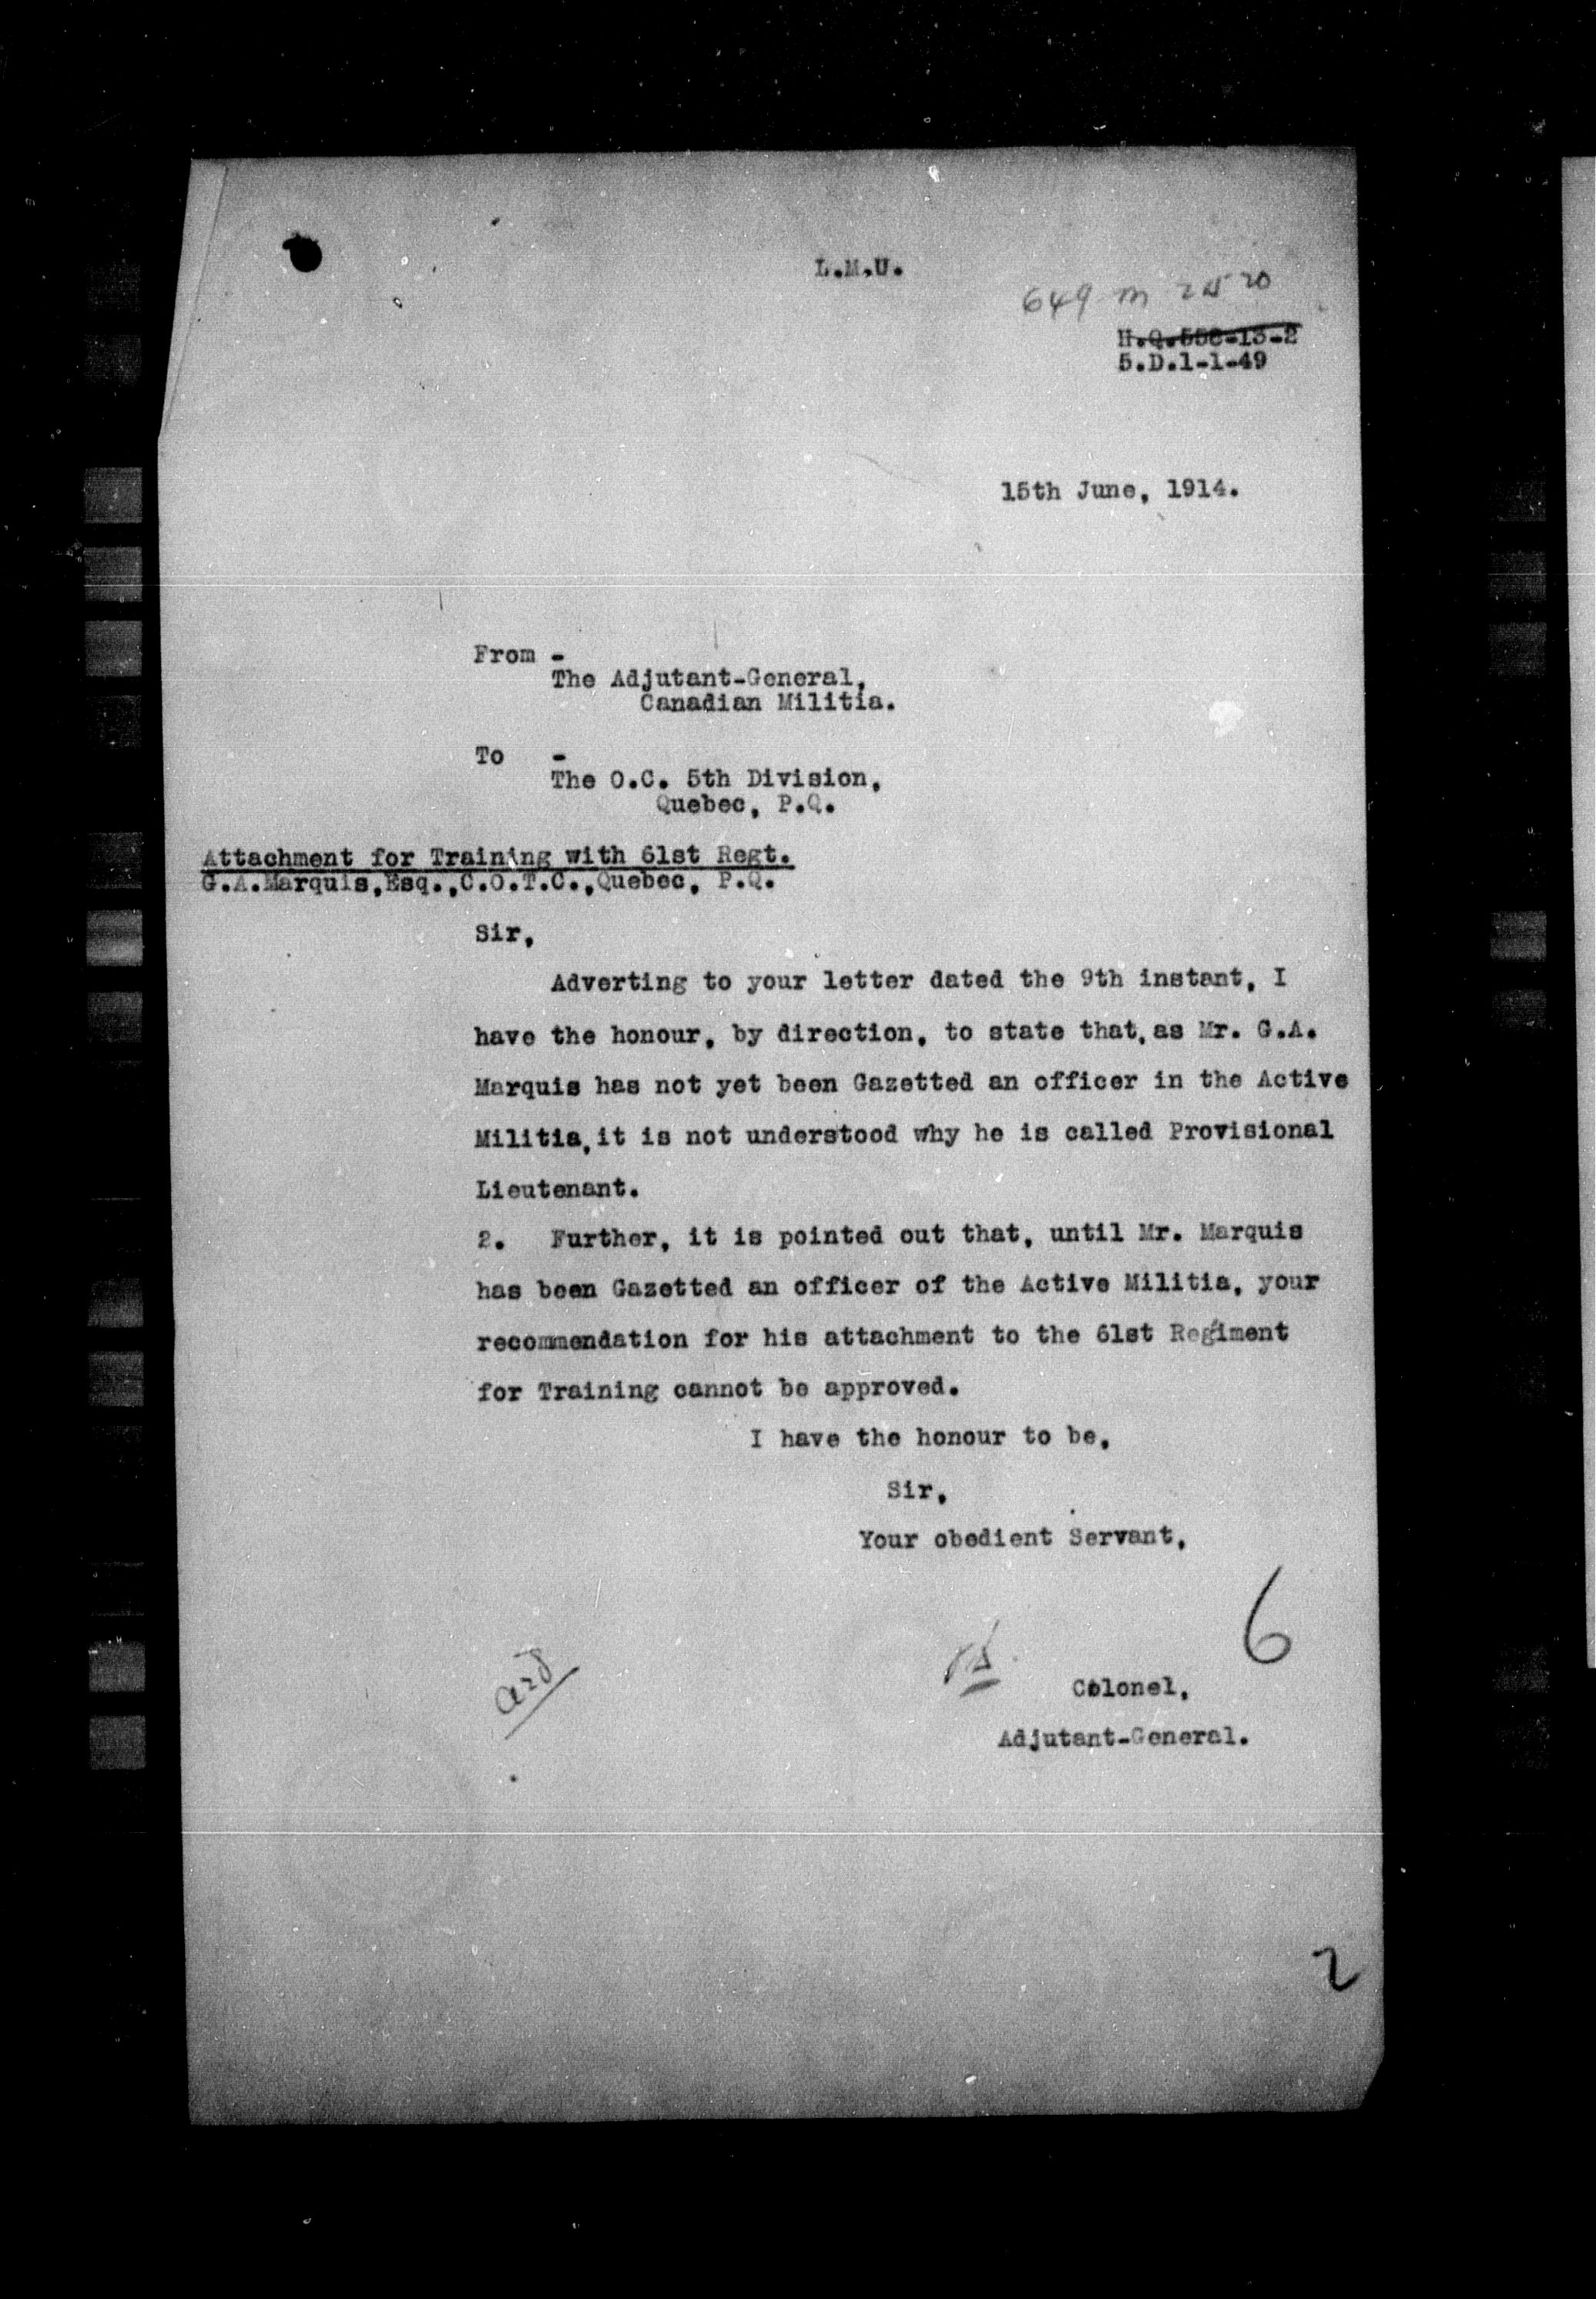 L.M.U.
649 m
H.Q.558-13-2
5.D.1-1-49
15th June, 1914.
From -
The Adjutant-General,
Canadian Militia.
To -
The O.C. 5th Division,
Quebec, P.Q.
Attachment for Training with 61st Regt.
G.A.Marquis,Esq.,C.O.T.C.,Quebec, P.Q.
Sir,
Adverting to your letter dated the 9th instant, I
have the honour, by direction, to state that, as Mr. G.A.
Marquis has not yet been Gazetted an officer in the Active
Militia, it is not understood why he is called Provisional
Lieutenant.
2. Further, it is pointed out that, until Mr. Marquis
has been Gazetted an officer of the Active Militia, your
recommendation for his attachment to the 61st Regiment
for Training cannot be approved.
I have the honour to be,
Sir,
Your obedient Servant,
6
Colonel,
Adjutant-General.
2